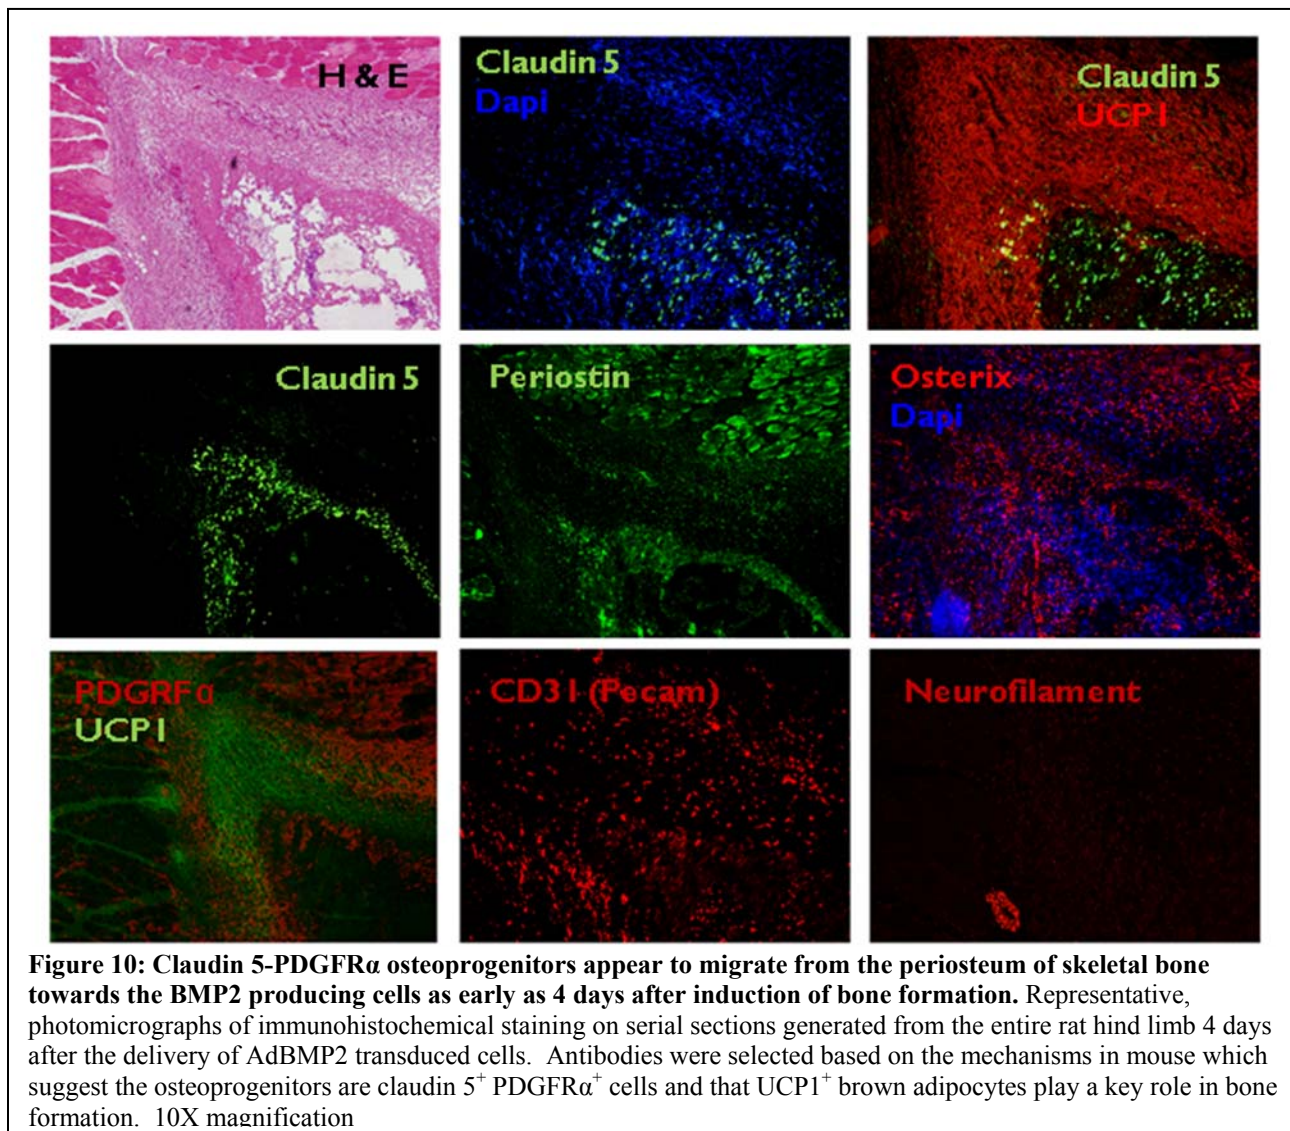 H & E
Claudin 5
Dapi
Claudin 5
UCP1
Claudin 5
Periostin
Osterix
Dapi
PDGRFα
UCP1
CD31 (Pecam)
Neurofilament
Figure 10: Claudin 5-PDGFRα osteoprogenitors appear to migrate from the periosteum of skeletal bone
towards the BMP2 producing cells as early as 4 days after induction of bone formation. Representative,
photomicrographs of immunohistochemical staining on serial sections generated from the entire rat hind limb 4 days
after the delivery of AdBMP2 transduced cells. Antibodies were selected based on the mechanisms in mouse which
suggest the osteoprogenitors are claudin 5⁺ PDGFRα⁺ cells and that UCP1⁺ brown adipocytes play a key role in bone
formation. 10X magnification